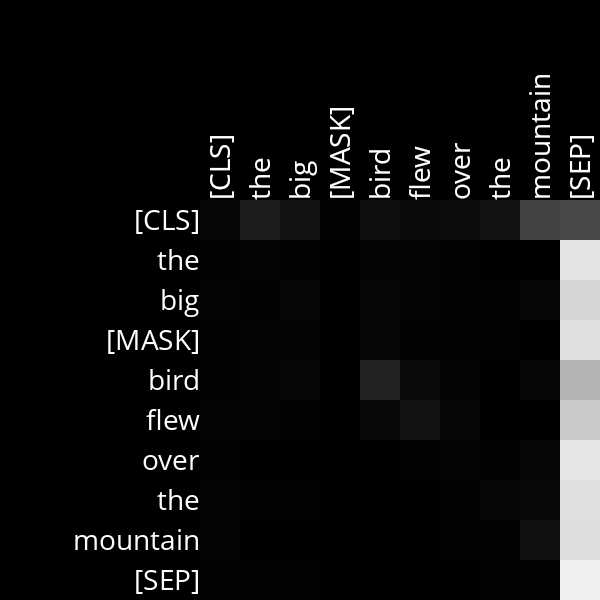 [CLS] the big [MASK] bird flew over the mountain [SEP]
[CLS]
the
big
[MASK]
bird
flew
over
the
mountain
[SEP]